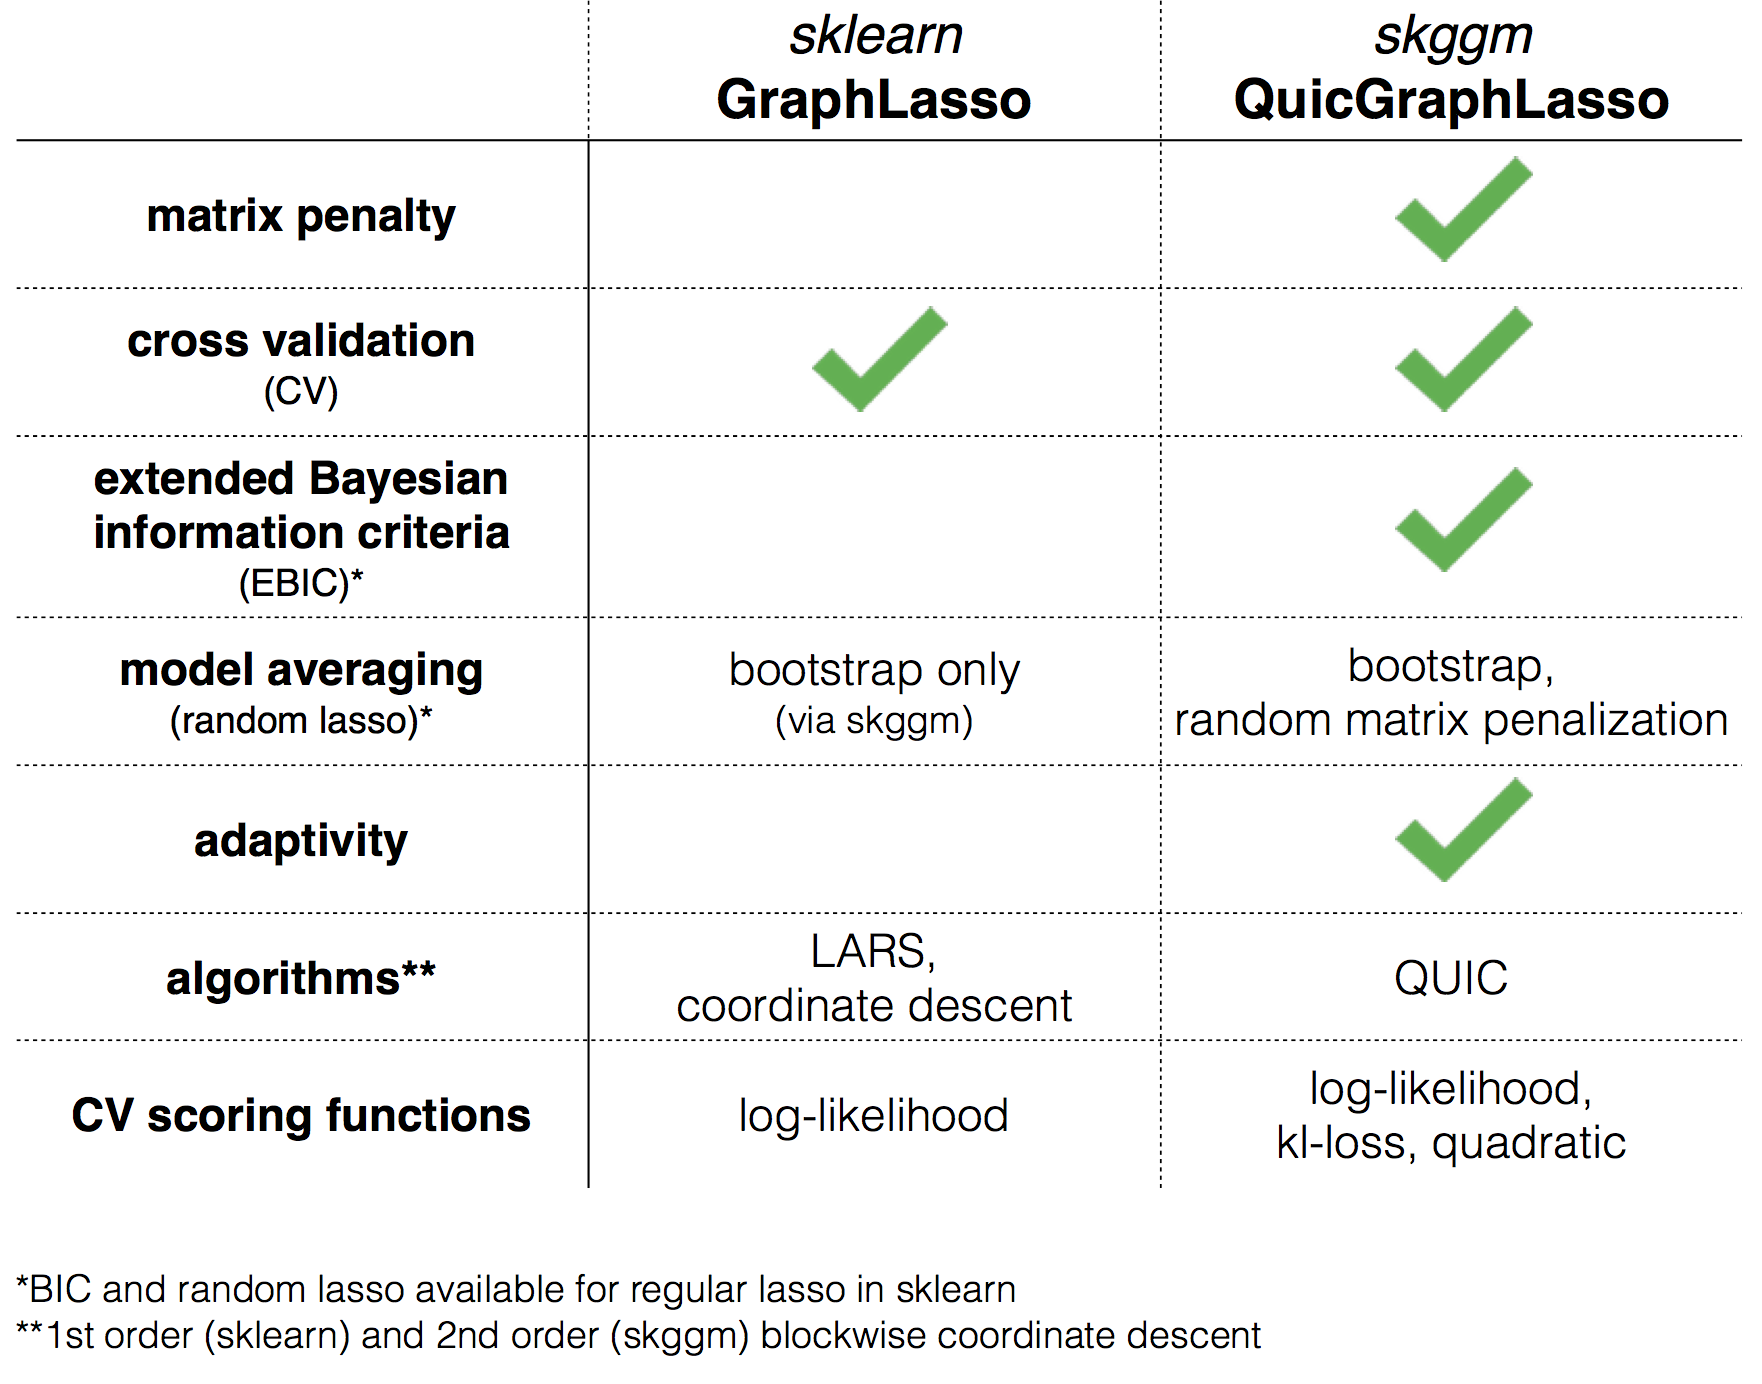 sklearn
GraphLasso
skggm
QuicGraphLasso
matrix penalty
cross validation
(CV)
extended Bayesian
information criteria
(EBIC)*
model averaging
(random lasso)*
bootstrap only
(via skggm)
bootstrap,
random matrix penalization
adaptivity
algorithms**
LARS,
coordinate descent
QUIC
CV scoring functions
log-likelihood
log-likelihood,
kl-loss, quadratic
*BIC and random lasso available for regular lasso in sklearn
**1st order (sklearn) and 2nd order (skggm) blockwise coordinate descent